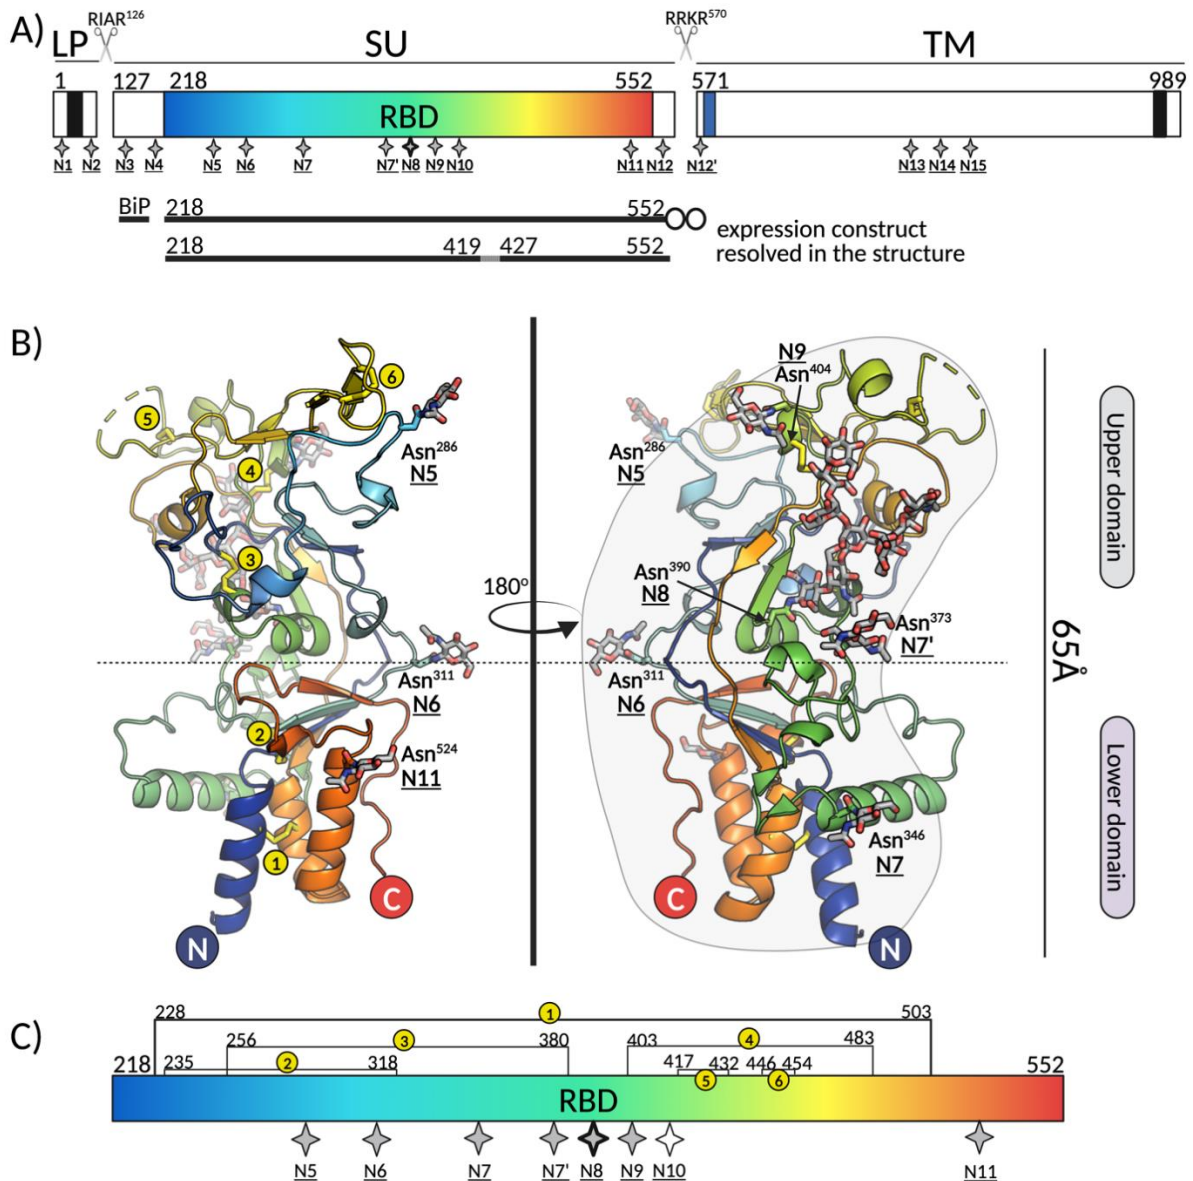 A)
RIAR126
RRKR570
LP
SU
TM
1
127
218
552
571
989
RBD
N1 N2 N3 N4 N5 N6 N7 N7' N8 N9 N10 N11 N12 N12' N13 N14 N15
BiP
218
552
expression construct
218
419
427
552
resolved in the structure
B)
6
5
Asn286
N5
4
3
180º
Asn311
N6
2
Asn524
N11
1
C
N
N9
Asn404
Asn286
N5
Asn390
N8
Asn373
N7'
Asn311
N6
Asn346
N7
C
N
65Å
Upper domain
Lower domain
C)
228
1
503
256
3
380
403
4
483
218
235
2
318
417
432
446
454
552
5
6
RBD
N5 N6 N7 N7' N8 N9 N10 N11